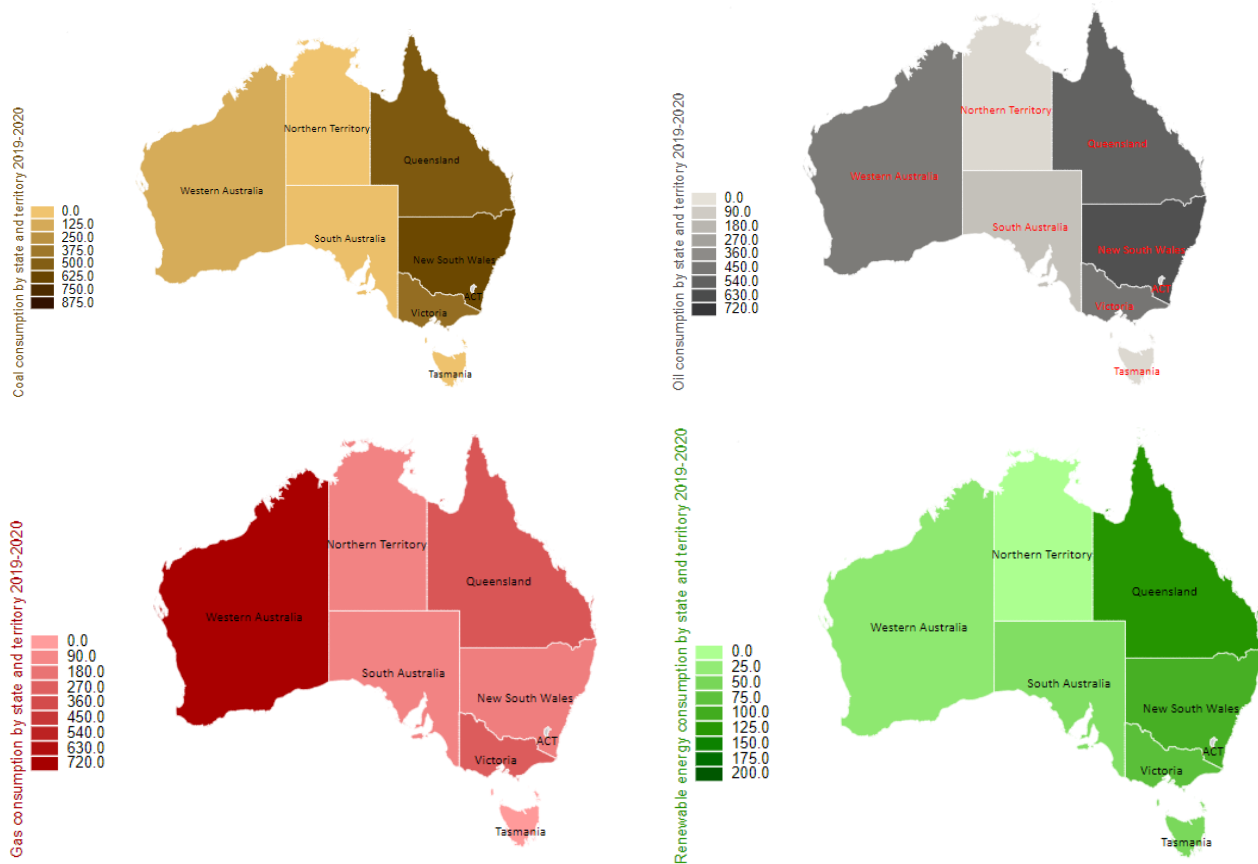 Coal consumption by state and territory 2019-2020
0.0
125.0
250.0
375.0
500.0
625.0
750.0
875.0
Northern Territory
Queensland
Western Australia
South Australia
New South Wales
ACT
Victoria
Tasmania
Oil consumption by state and territory 2019-2020
0.0
90.0
180.0
270.0
360.0
450.0
540.0
630.0
720.0
Northern Territory
Queensland
Western Australia
South Australia
New South Wales
ACT
Victoria
Tasmania
Gas consumption by state and territory 2019-2020
0.0
90.0
180.0
270.0
360.0
450.0
540.0
630.0
720.0
Northern Territory
Queensland
Western Australia
South Australia
New South Wales
ACT
Victoria
Tasmania
Renewable energy consumption by state and territory 2019-2020
0.0
25.0
50.0
75.0
100.0
125.0
150.0
175.0
200.0
Northern Territory
Queensland
Western Australia
South Australia
New South Wales
ACT
Victoria
Tasmania